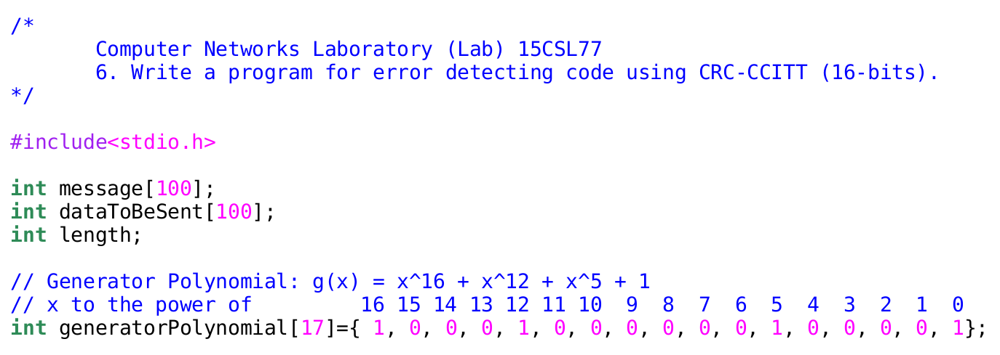 /*
Computer Networks Laboratory (Lab) 15CSL77
6. Write a program for error detecting code using CRC-CCITT (16-bits).
*/
#include<stdio.h>
int message[100];
int dataToBeSent[100];
int length;
// Generator Polynomial: g(x) = x^16 + x^12 + x^5 + 1
// x to the power of         16 15 14 13 12 11 10  9  8  7  6  5  4  3  2  1  0
int generatorPolynomial[17]={ 1, 0, 0, 0, 1, 0, 0, 0, 0, 0, 0, 1, 0, 0, 0, 0, 1};